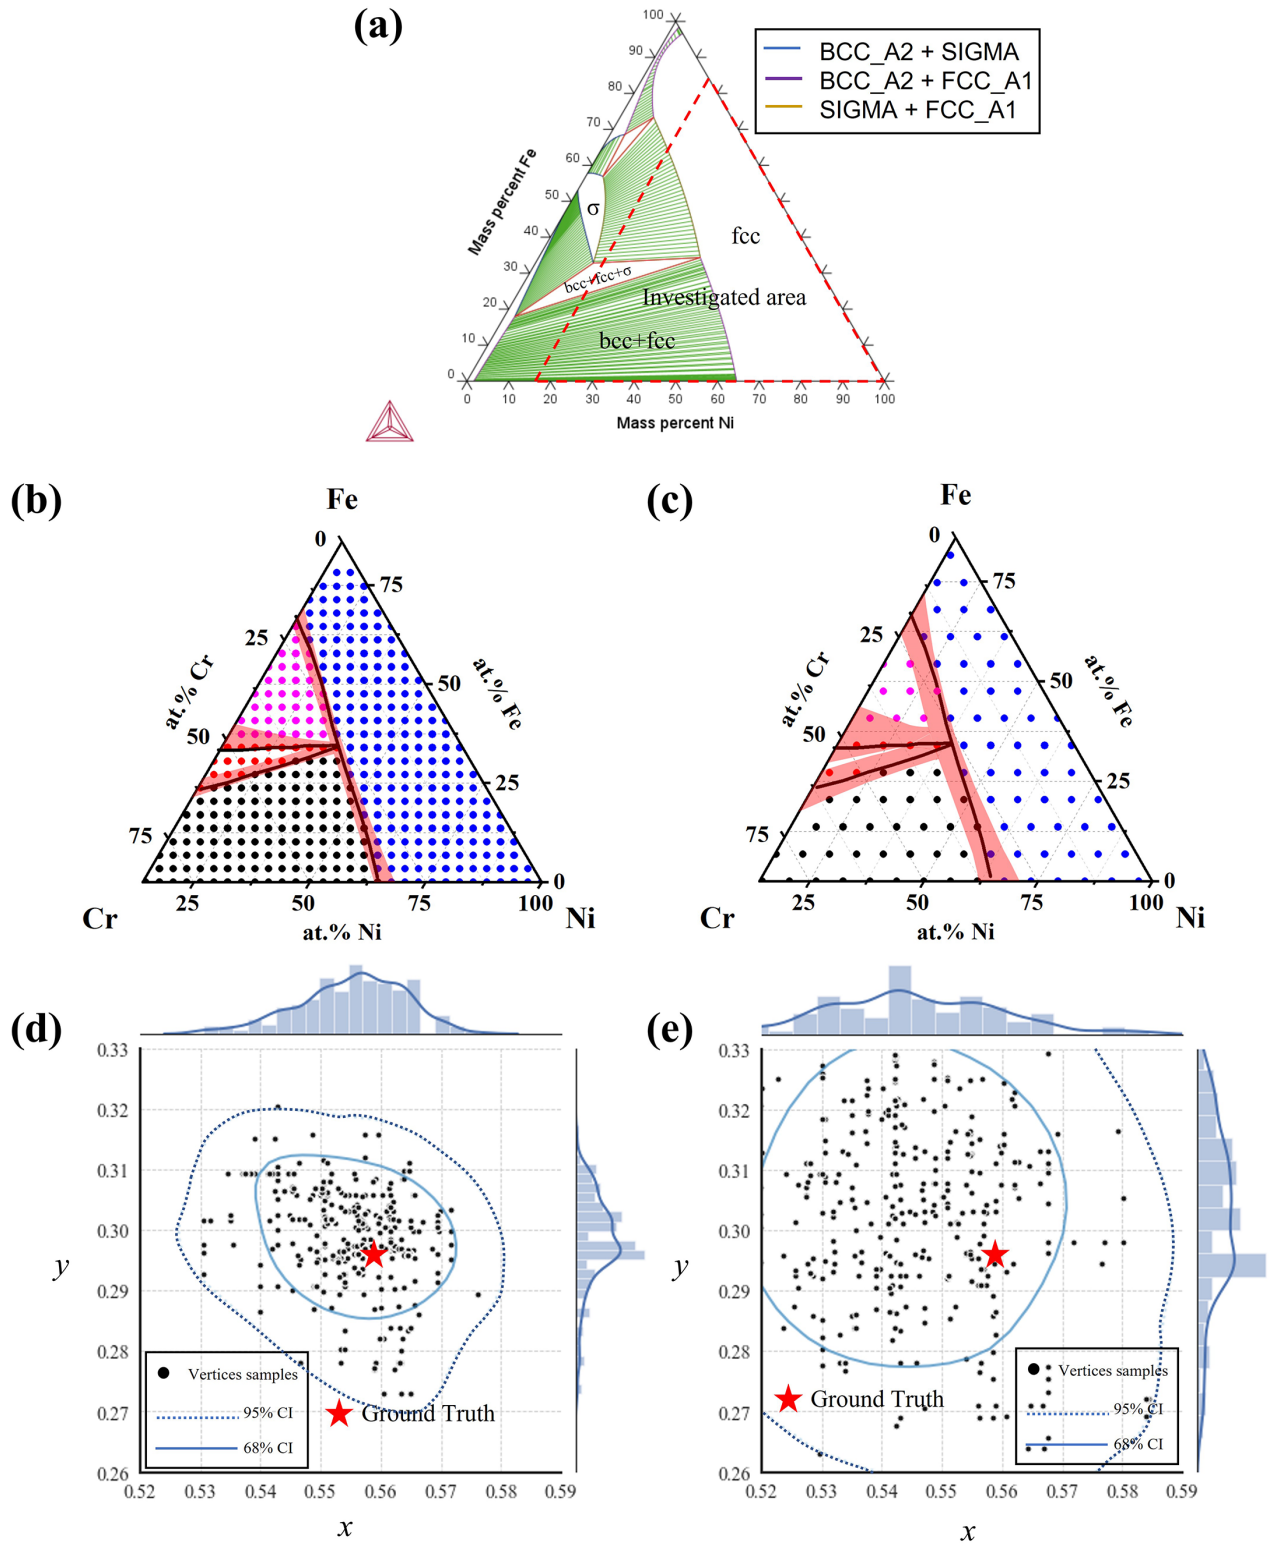 (a)
BCC_A2 + SIGMA
BCC_A2 + FCC_A1
SIGMA + FCC_A1
100
90
80
70
60
50
40
30
20
10
0
Mass percent Fe
σ
fcc
bcc+fcc+σ
Investigated area
bcc+fcc
0 10 20 30 40 50 60 70 80 90 100
Mass percent Ni
(b)
Fe
0
75
25
at.% Cr
at.% Fe
50
50
25
75
0
25 50 75 100
Cr
Ni
at.% Ni
(c)
Fe
0
75
25
at.% Cr
at.% Fe
50
50
25
75
0
25 50 75 100
Cr
Ni
at.% Ni
(d)
0.33
0.32
0.31
0.30
0.29
0.28
0.27
0.26
y
Vertices samples
95% CI
68% CI
Ground Truth
0.52 0.53 0.54 0.55 0.56 0.57 0.58 0.59
x
(e)
0.33
0.32
0.31
0.30
0.29
0.28
0.27
0.26
y
Ground Truth
Vertices samples
95% CI
68% CI
0.52 0.53 0.54 0.55 0.56 0.57 0.58 0.59
x